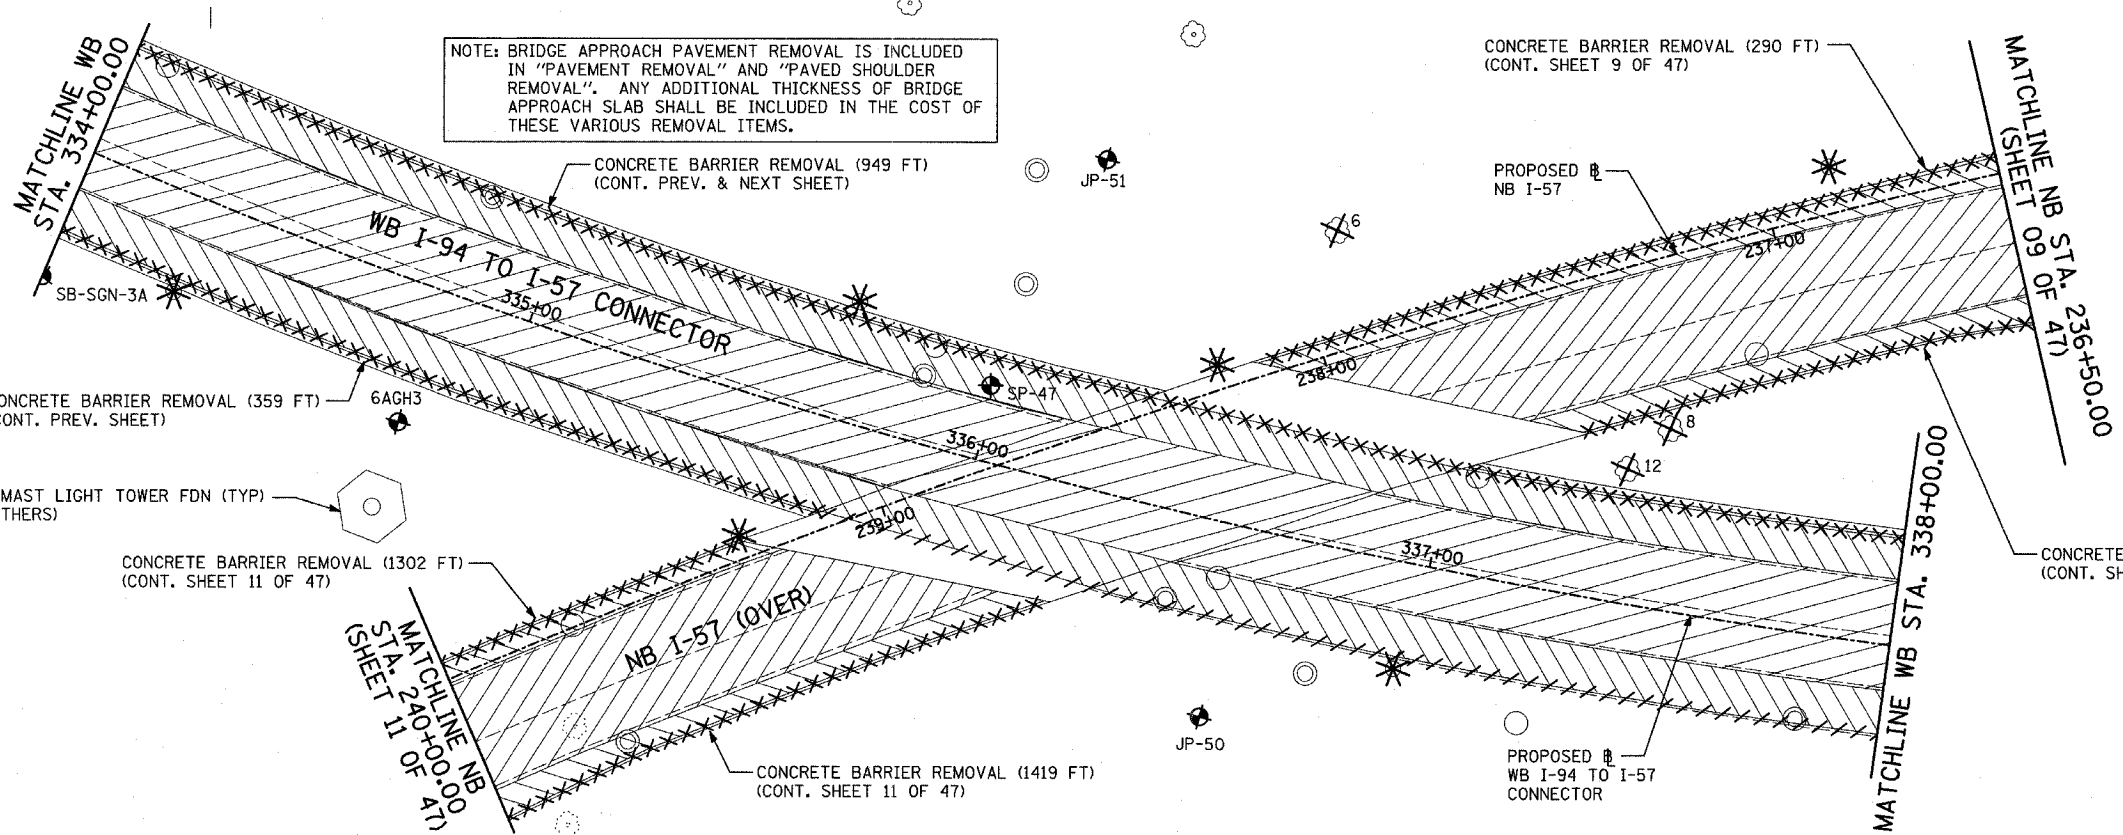 MATCHLINE WB
STA. 334+00.00
NOTE: BRIDGE APPROACH PAVEMENT REMOVAL IS INCLUDED
IN "PAVEMENT REMOVAL" AND "PAVED SHOULDER
REMOVAL". ANY ADDITIONAL THICKNESS OF BRIDGE
APPROACH SLAB SHALL BE INCLUDED IN THE COST OF
THESE VARIOUS REMOVAL ITEMS.
CONCRETE BARRIER REMOVAL (949 FT)
(CONT. PREV. & NEXT SHEET)
JP-51
CONCRETE BARRIER REMOVAL (290 FT)
(CONT. SHEET 9 OF 47)
PROPOSED ℄
NB I-57
MATCHLINE NB STA. 236+50.00
(SHEET 09 OF 47)
6
237+00
WB I-94 TO I-57 CONNECTOR
335+00
SB-SGN-3A
238+00
SP-47
ONCRETE BARRIER REMOVAL (359 FT)
CONT. PREV. SHEET)
6AGH3
8
336+00
12
MAST LIGHT TOWER FDN (TYP)
THERS)
239+00
337+00
MATCHLINE WB STA. 338+00.00
CONCRETE
(CONT. SH
CONCRETE BARRIER REMOVAL (1302 FT)
(CONT. SHEET 11 OF 47)
NB I-57 (OVER)
MATCHLINE NB
STA. 240+00.00
(SHEET 11 OF 47)
JP-50
CONCRETE BARRIER REMOVAL (1419 FT)
(CONT. SHEET 11 OF 47)
PROPOSED ℄
WB I-94 TO I-57
CONNECTOR